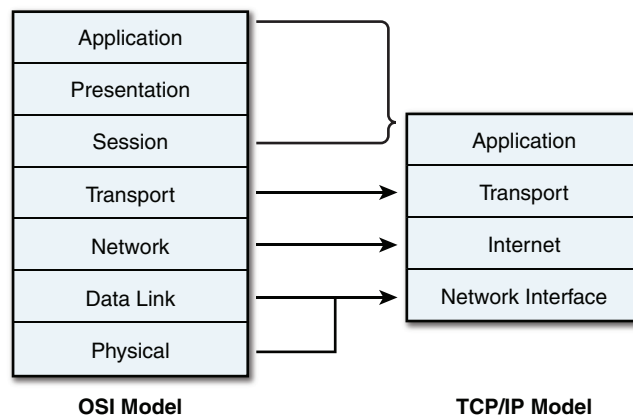 Application
Presentation
Session
Transport
Network
Data Link
Physical
OSI Model
Application
Transport
Internet
Network Interface
TCP/IP Model